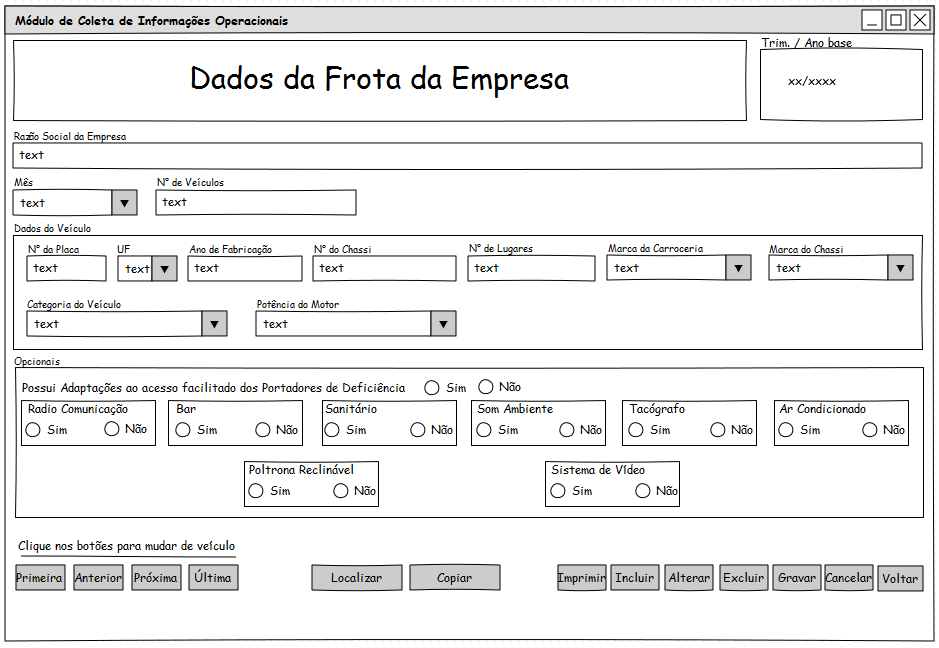 Módulo de Coleta de Informações Operacionais
Trim. / Ano base
Dados da Frota da Empresa
xx/xxxx
Razão Social da Empresa
text
Mês
Nº de Veículos
text
text
Dados do Veículo
Nº da Placa
UF
Ano de Fabricação
Nº do Chassi
Nº de Lugares
Marca da Carroceria
Marca do Chassi
text
text
text
text
text
text
text
Categoria do Veículo
Potência do Motor
text
text
Opcionais
Possui Adaptações ao acesso facilitado dos Portadores de Deficiência
Sim
Não
Radio Comunicação
Bar
Sanitário
Som Ambiente
Tacógrafo
Ar Condicionado
Sim
Não
Sim
Não
Sim
Não
Sim
Não
Sim
Não
Sim
Não
Poltrona Reclinável
Sistema de Vídeo
Sim
Não
Sim
Não
Clique nos botões para mudar de veículo
Primeira
Anterior
Próxima
Última
Localizar
Copiar
Imprimir
Incluir
Alterar
Excluir
Gravar
Cancelar
Voltar